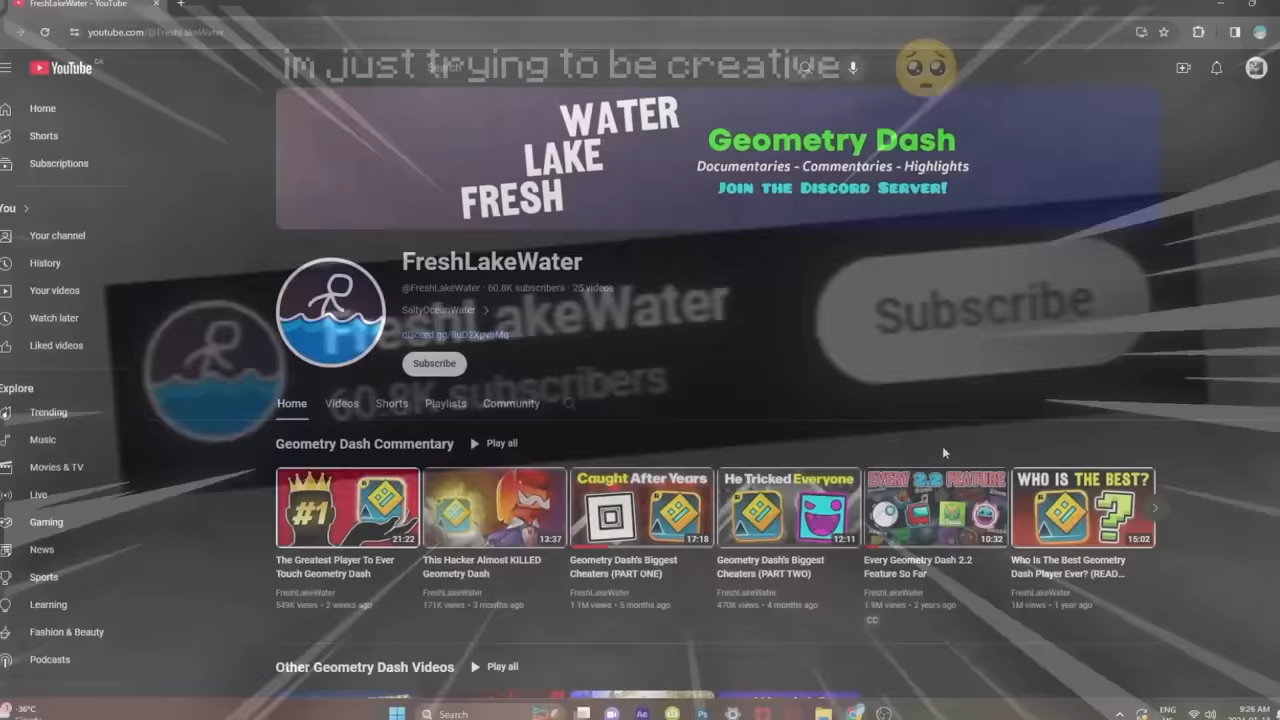 FreshLakeWater - YouTube
youtube.com/@FreshLakeWater
YouTube CA
Search
im just trying to be creative
Home
Shorts
Subscriptions
You
Your channel
History
Your videos
Watch later
Liked videos
Explore
Trending
Music
Movies & TV
Live
Gaming
News
Sports
Learning
Fashion & Beauty
Podcasts
WATER
LAKE
FRESH
Geometry Dash
Documentaries - Commentaries - Highlights
Join the Discord Server!
FreshLakeWater
@FreshLakeWater · 60.8K subscribers · 25 videos
SaltyOceanWater
Subscribe
FreshLakeWater
60.8K subscribers
Subscribe
Home Videos Shorts Playlists Community
Geometry Dash Commentary Play all
#1
21:22
13:37
Caught After Years
17:18
He Tricked Everyone
12:11
EVERY 2.2 FEATURE
10:32
WHO IS THE BEST?
15:02
The Greatest Player To Ever
Touch Geometry Dash
FreshLakeWater
549K views • 2 weeks ago
This Hacker Almost KILLED
Geometry Dash
FreshLakeWater
171K views • 3 months ago
Geometry Dash's Biggest
Cheaters (PART ONE)
FreshLakeWater
1.1M views • 5 months ago
Geometry Dash's Biggest
Cheaters (PART TWO)
FreshLakeWater
470K views • 4 months ago
Every Geometry Dash 2.2
Feature So Far
FreshLakeWater
1.9M views • 2 years ago
CC
Who Is The Best Geometry
Dash Player Ever? (READ...
FreshLakeWater
1M views • 1 year ago
Other Geometry Dash Videos Play all
-36°C
Search
Ae
Ps
ENG
9:26 AM